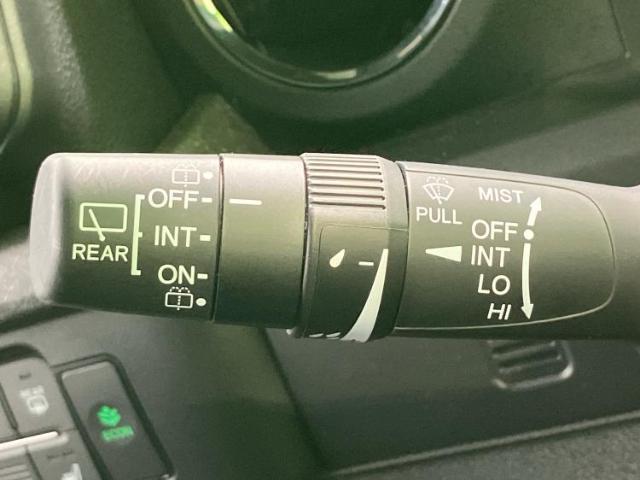 REAR
OFF
INT
ON
PULL
MIST
OFF
INT
LO
HI
ECON